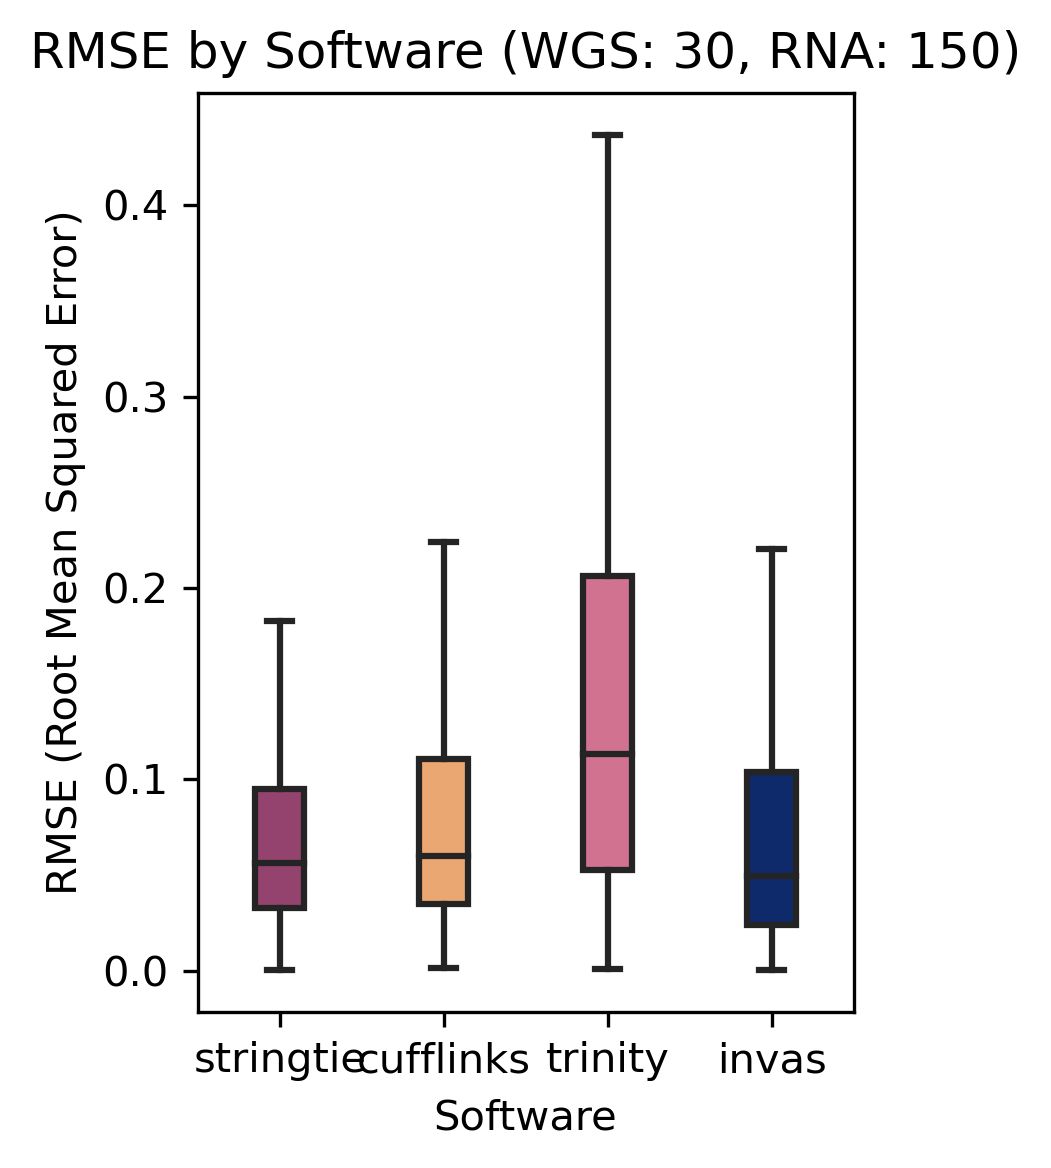 RMSE by Software (WGS: 30, RNA: 150)
RMSE (Root Mean Squared Error)
0.4
0.3
0.2
0.1
0.0
stringtie cufflinks trinity invas
Software